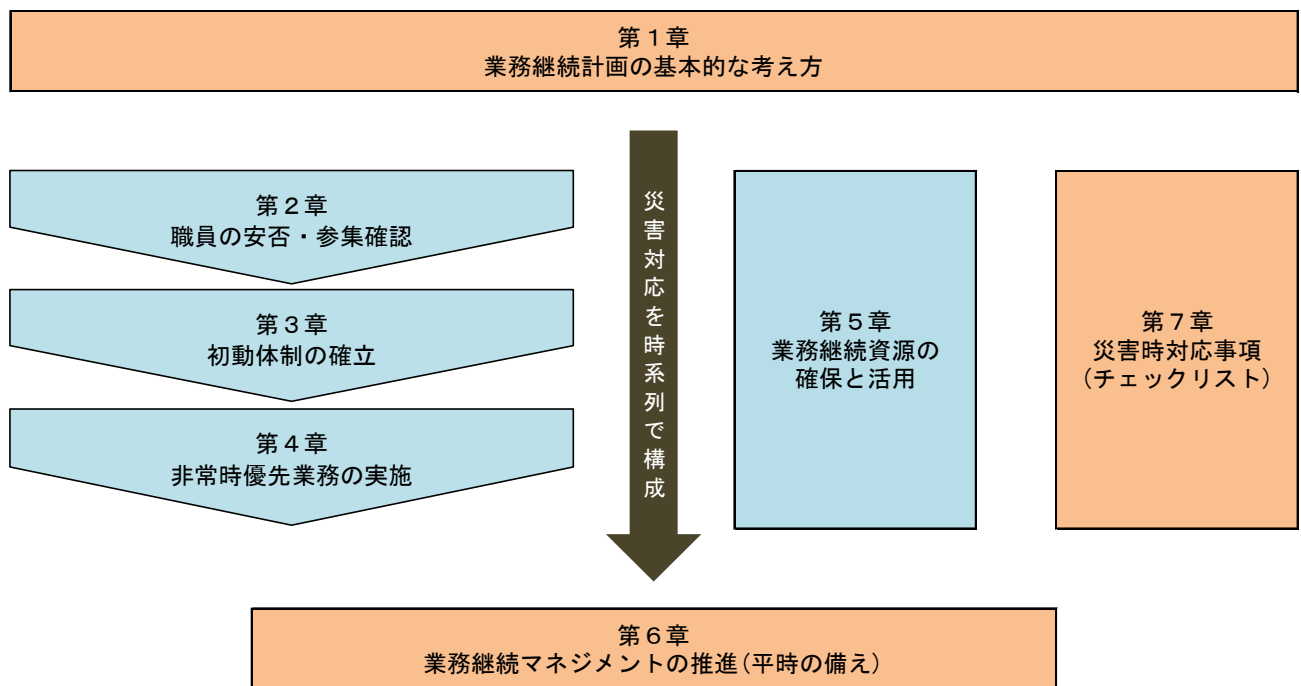 第１章
業務継続計画の基本的な考え方
第２章
職員の安否・参集確認
第３章
初動体制の確立
第４章
非常時優先業務の実施
災害対応を時系列で構成
第５章
業務継続資源の
確保と活用
第７章
災害時対応事項
(チェックリスト)
第６章
業務継続マネジメントの推進(平時の備え)